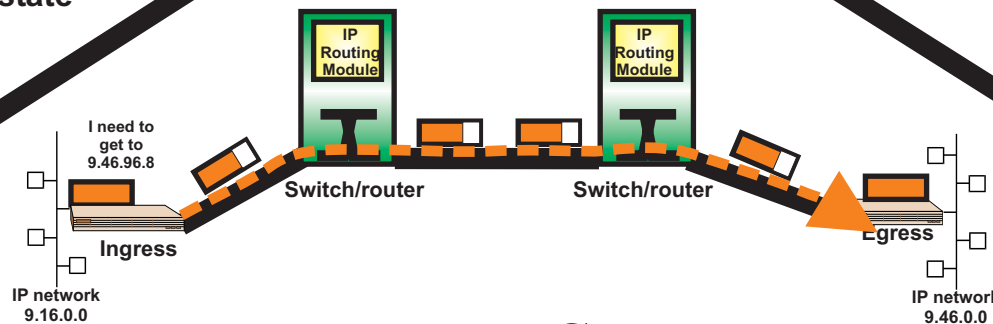 state
IP
Routing
Module
IP
Routing
Module
I need to
get to
9.46.96.8
Switch/router
Switch/router
Ingress
Egress
IP network
9.16.0.0
IP network
9.46.0.0